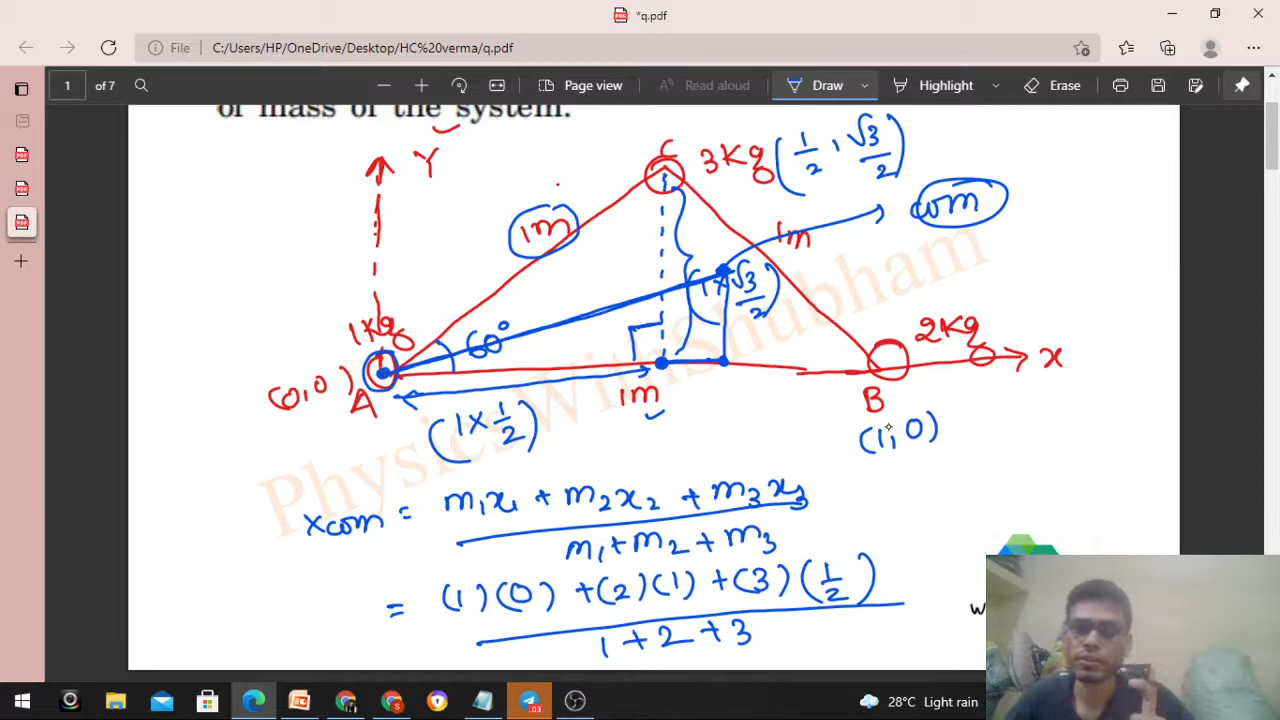 *q.pdf
File C:/Users/HP/OneDrive/Desktop/HC%20verma/q.pdf
1 of 7 Page view Read aloud Draw Highlight Erase
of mass of the system.
Y
C 3Kg (1/2, √3/2)
1m 1m com
(1×√3/2)
1Kg 60° 2Kg
(0,0) A 1m B x
(1×1/2) (1,0)
PhysicsWithShubham
xcom = m₁x₁ + m₂x₂ + m₃x₃ / m₁+m₂+m₃
= (1)(0) +(2)(1) +(3)(1/2) / 1+2+3
W
03 28°C Light rain